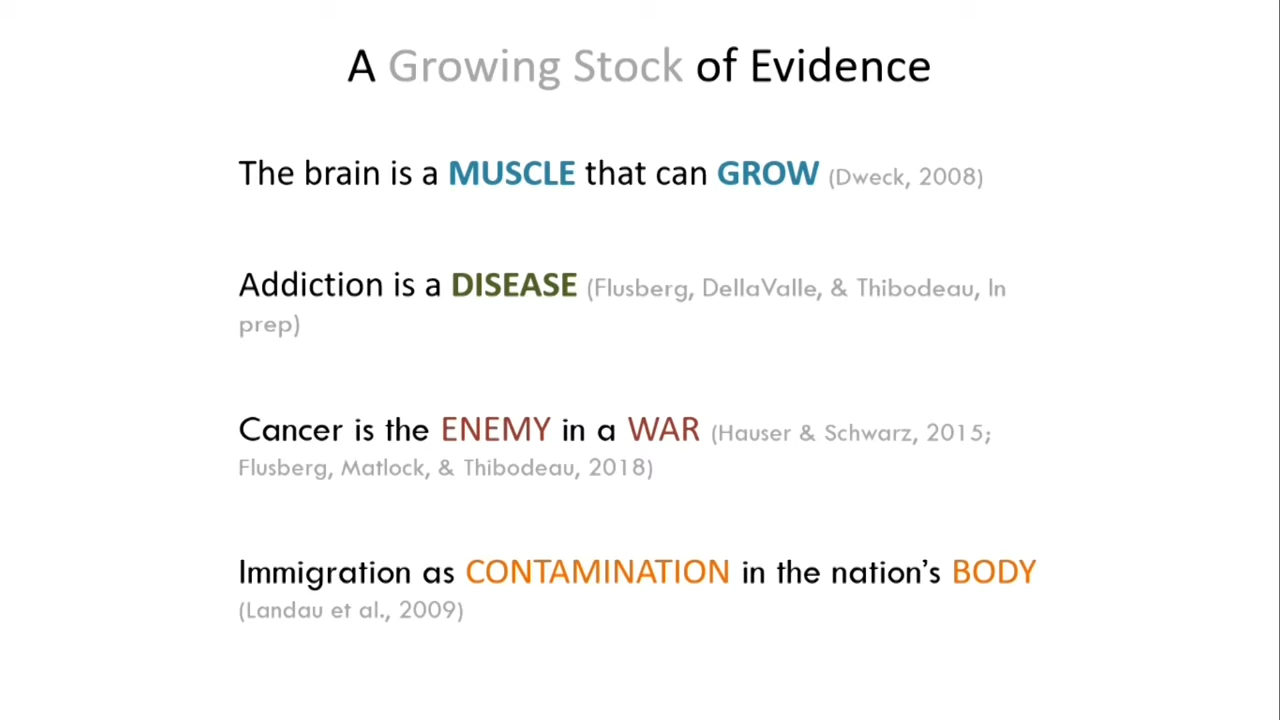 A Growing Stock of Evidence
The brain is a MUSCLE that can GROW (Dweck, 2008)
Addiction is a DISEASE (Flusberg, DellaValle, & Thibodeau, In
prep)
Cancer is the ENEMY in a WAR (Hauser & Schwarz, 2015;
Flusberg, Matlock, & Thibodeau, 2018)
Immigration as CONTAMINATION in the nation’s BODY
(Landau et al., 2009)